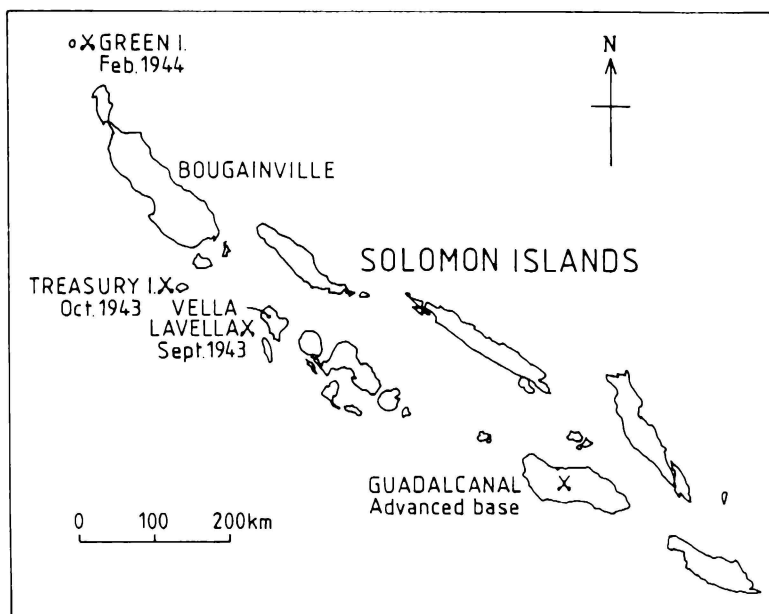 GREEN I.
Feb. 1944
N
BOUGAINVILLE
SOLOMON ISLANDS
TREASURY I.
Oct. 1943
VELLA
LAVELLA
Sept. 1943
GUADALCANAL
Advanced base
0 100 200km